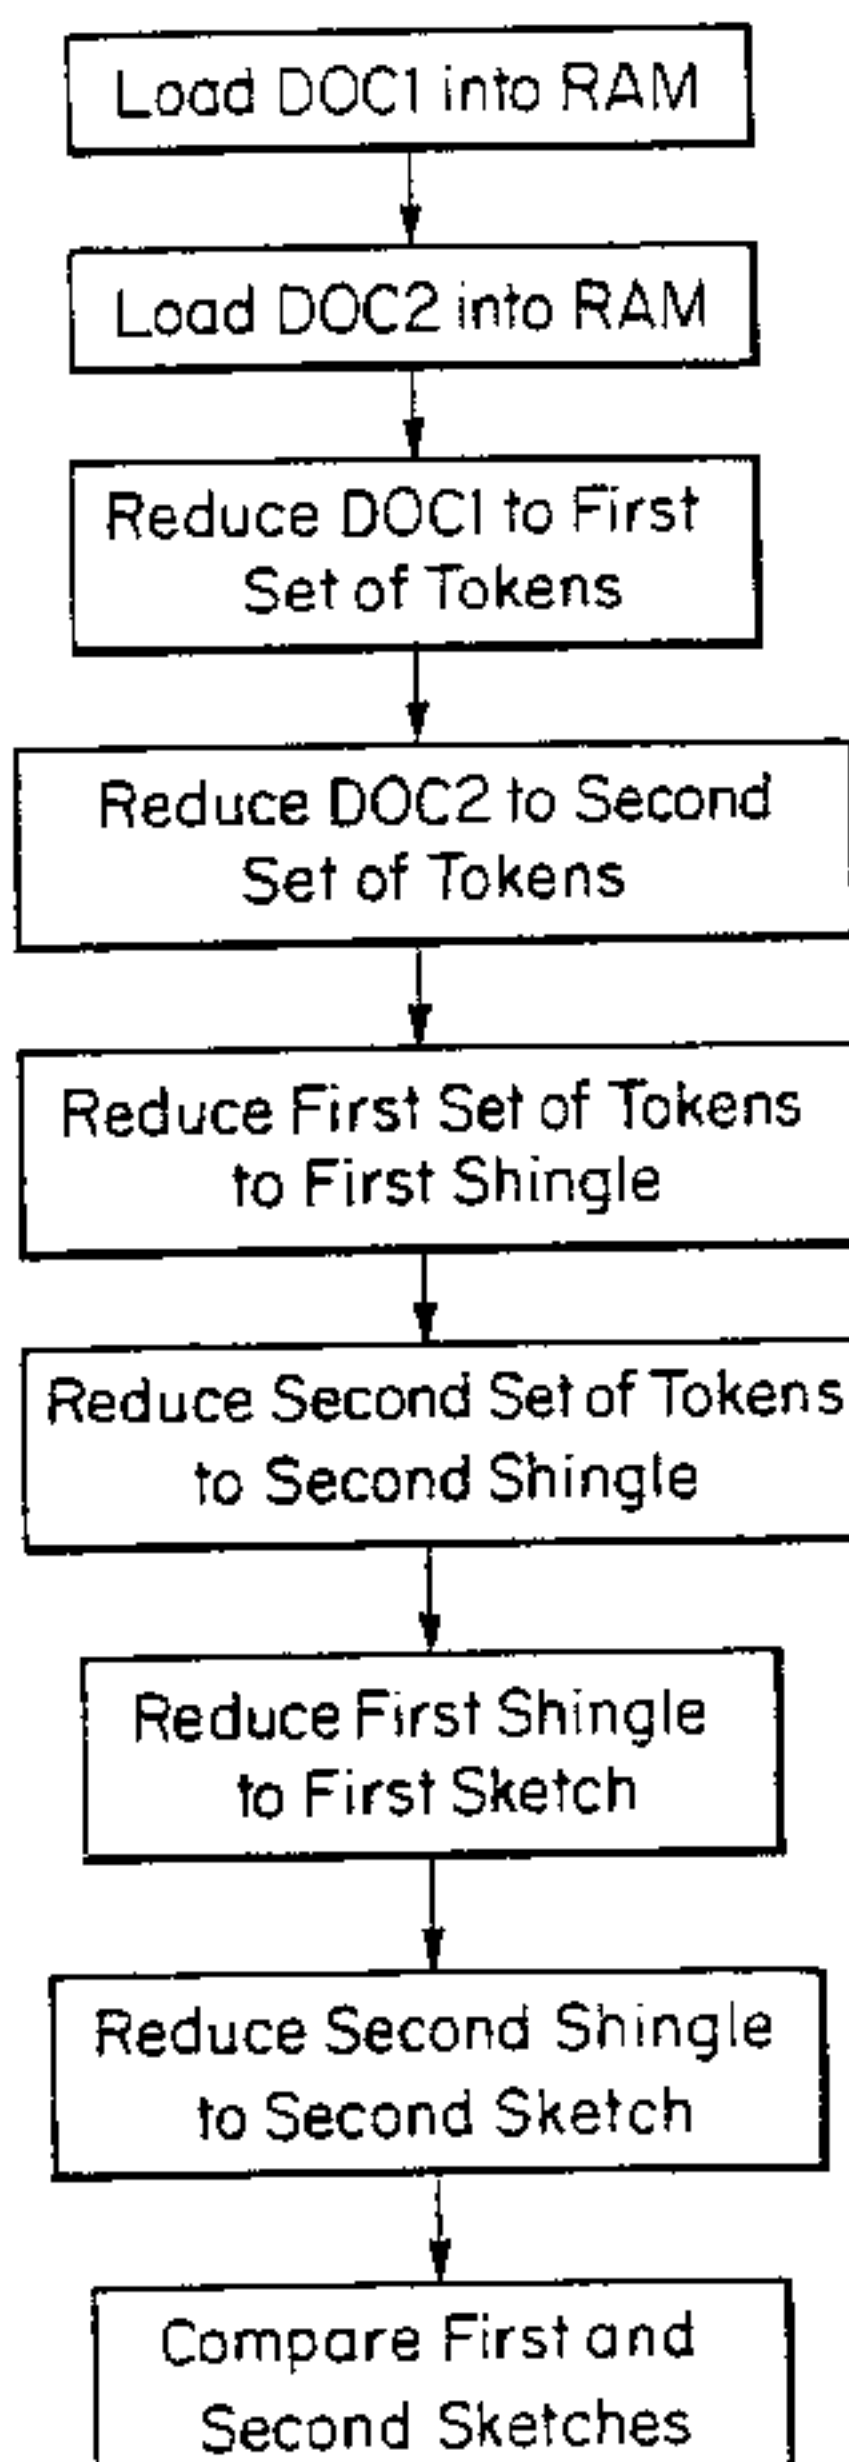 Load DOC1 into RAM
Load DOC2 into RAM
Reduce DOC1 to First
Set of Tokens
Reduce DOC2 to Second
Set of Tokens
Reduce First Set of Tokens
to First Shingle
Reduce Second Set of Tokens
to Second Shingle
Reduce First Shingle
to First Sketch
Reduce Second Shingle
to Second Sketch
Compare First and
Second Sketches